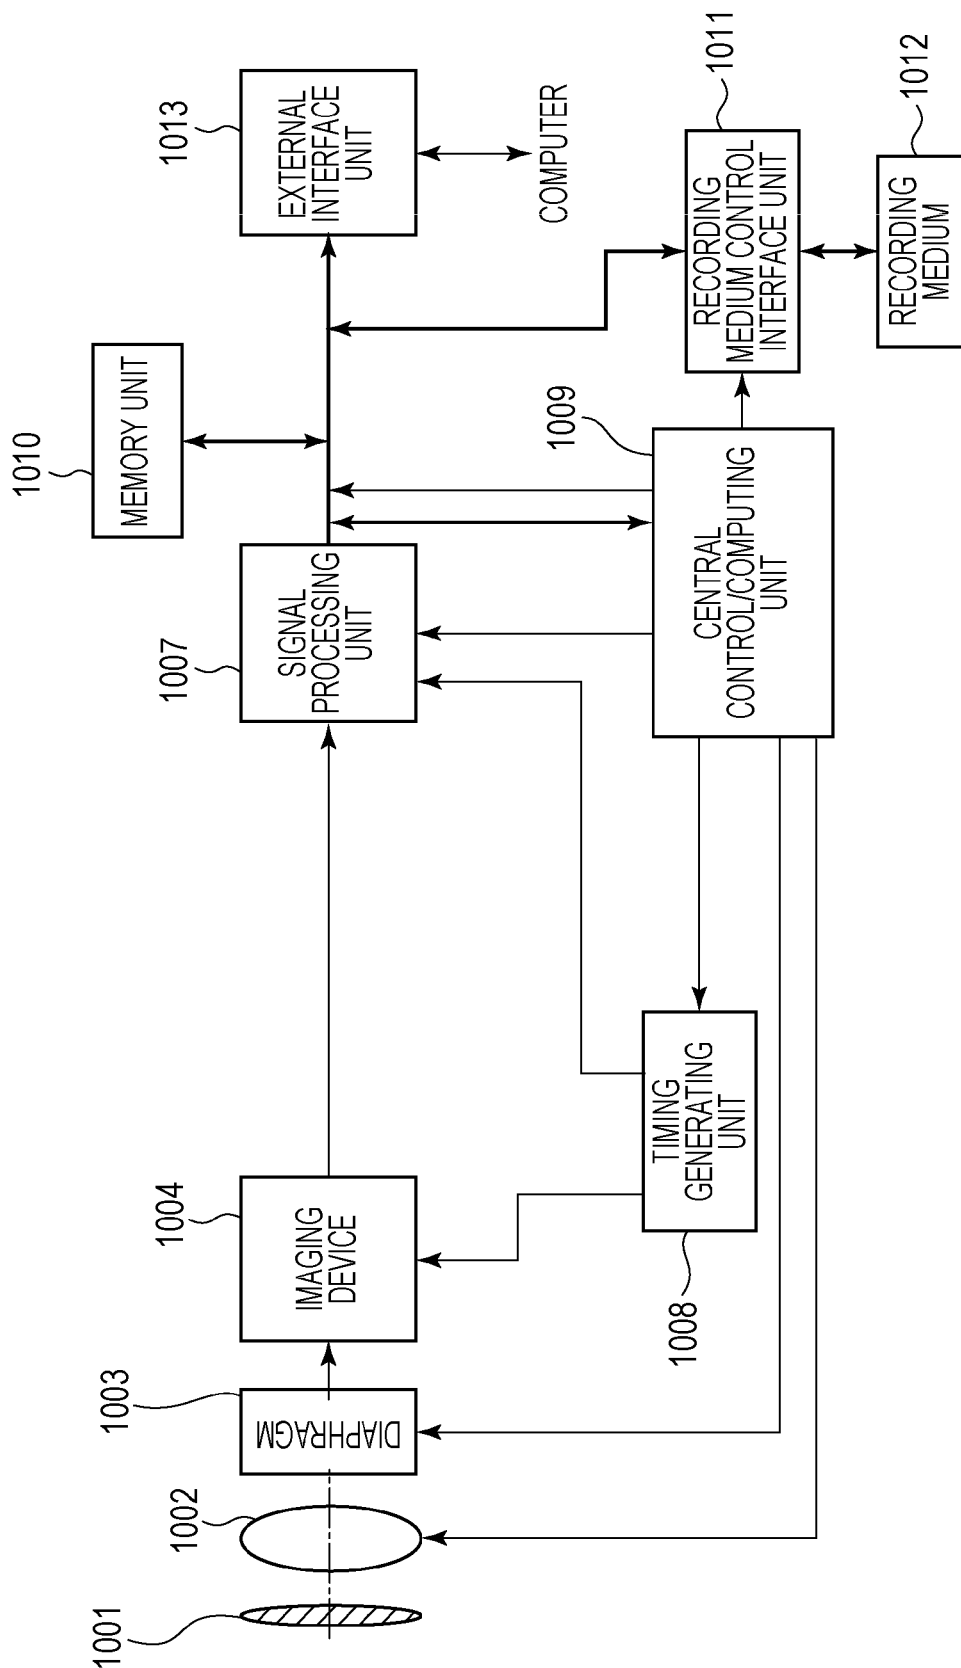 1013
EXTERNAL
INTERFACE
UNIT
COMPUTER
1011
RECORDING
MEDIUM CONTROL
INTERFACE UNIT
1012
RECORDING
MEDIUM
1010
MEMORY UNIT
1009
CENTRAL
CONTROL/COMPUTING
UNIT
1007
SIGNAL
PROCESSING
UNIT
1004
IMAGING
DEVICE
TIMING
GENERATING
UNIT
1008
1003
DIAPHRAGM
1002
1001